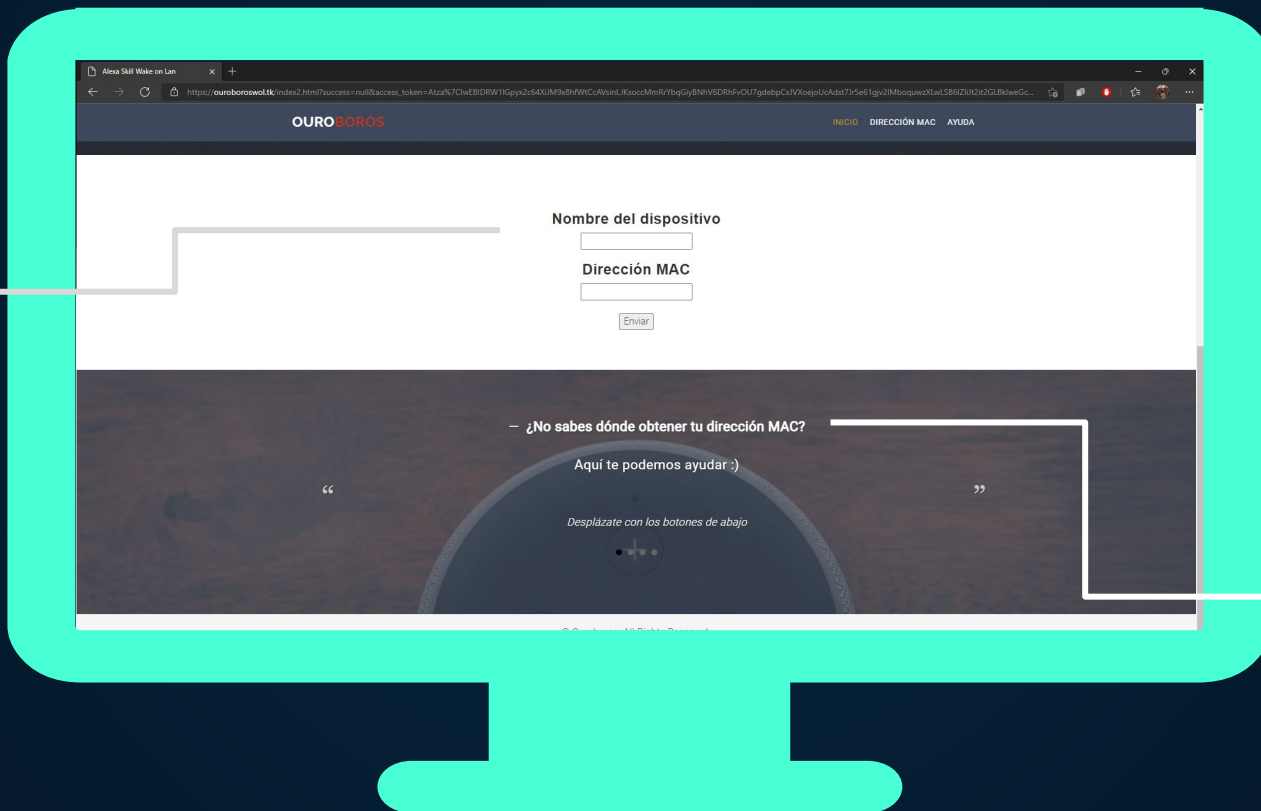 Alexa Skill Wake on Lan
OUROBOROS
INICIO DIRECCIÓN MAC AYUDA
Nombre del dispositivo
Dirección MAC
Enviar
— ¿No sabes dónde obtener tu dirección MAC?
Aquí te podemos ayudar :)
“ ”
Desplázate con los botones de abajo